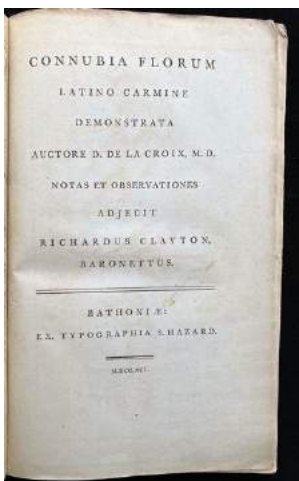 CONNUBIA FLORUM
LATINO CARMINE
DEMONSTRATA
AUCTORE D. DE LA CROIX, M.D.
NOTAS ET OBSERVATIONES
ADJECIT
RICHARDUS CLAYTON,
BARONETTUS.
BATHONIÆ:
EX TYPOGRAPHIA S. HAZARD.